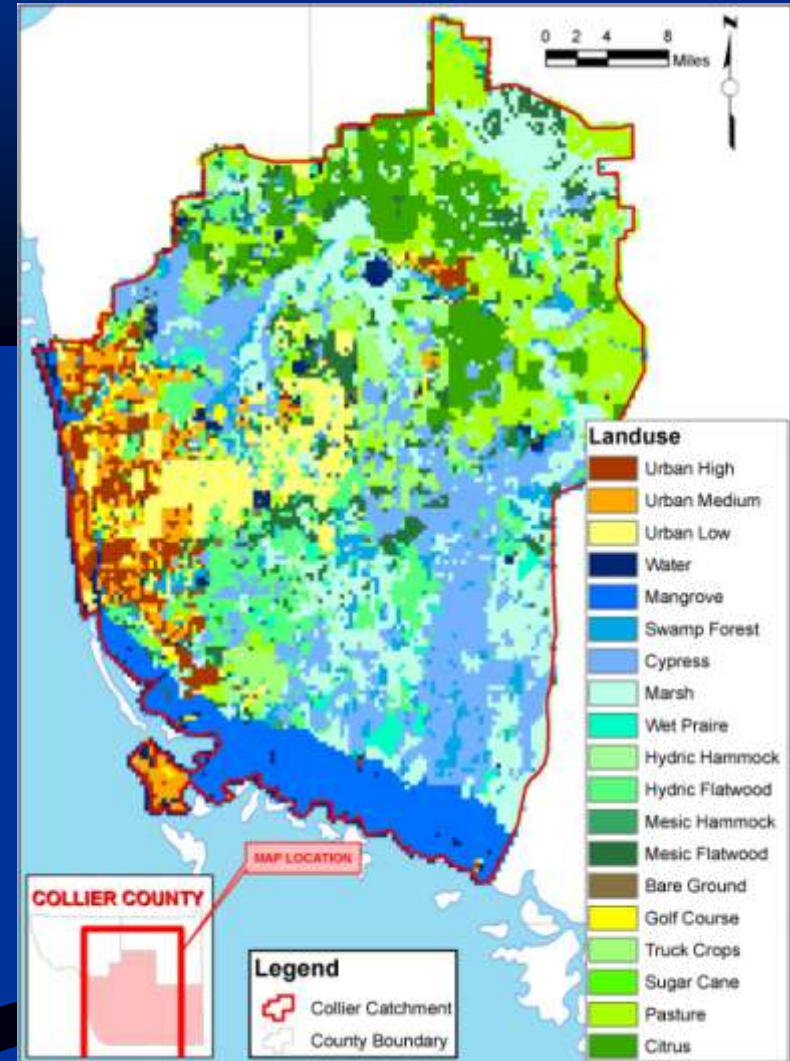 0 2 4 8
Miles
N
Landuse
Urban High
Urban Medium
Urban Low
Water
Mangrove
Swamp Forest
Cypress
Marsh
Wet Praire
Hydric Hammock
Hydric Flatwood
Mesic Hammock
Mesic Flatwood
Bare Ground
Golf Course
Truck Crops
Sugar Cane
Pasture
Citrus
MAP LOCATION
COLLIER COUNTY
Legend
Collier Catchment
County Boundary